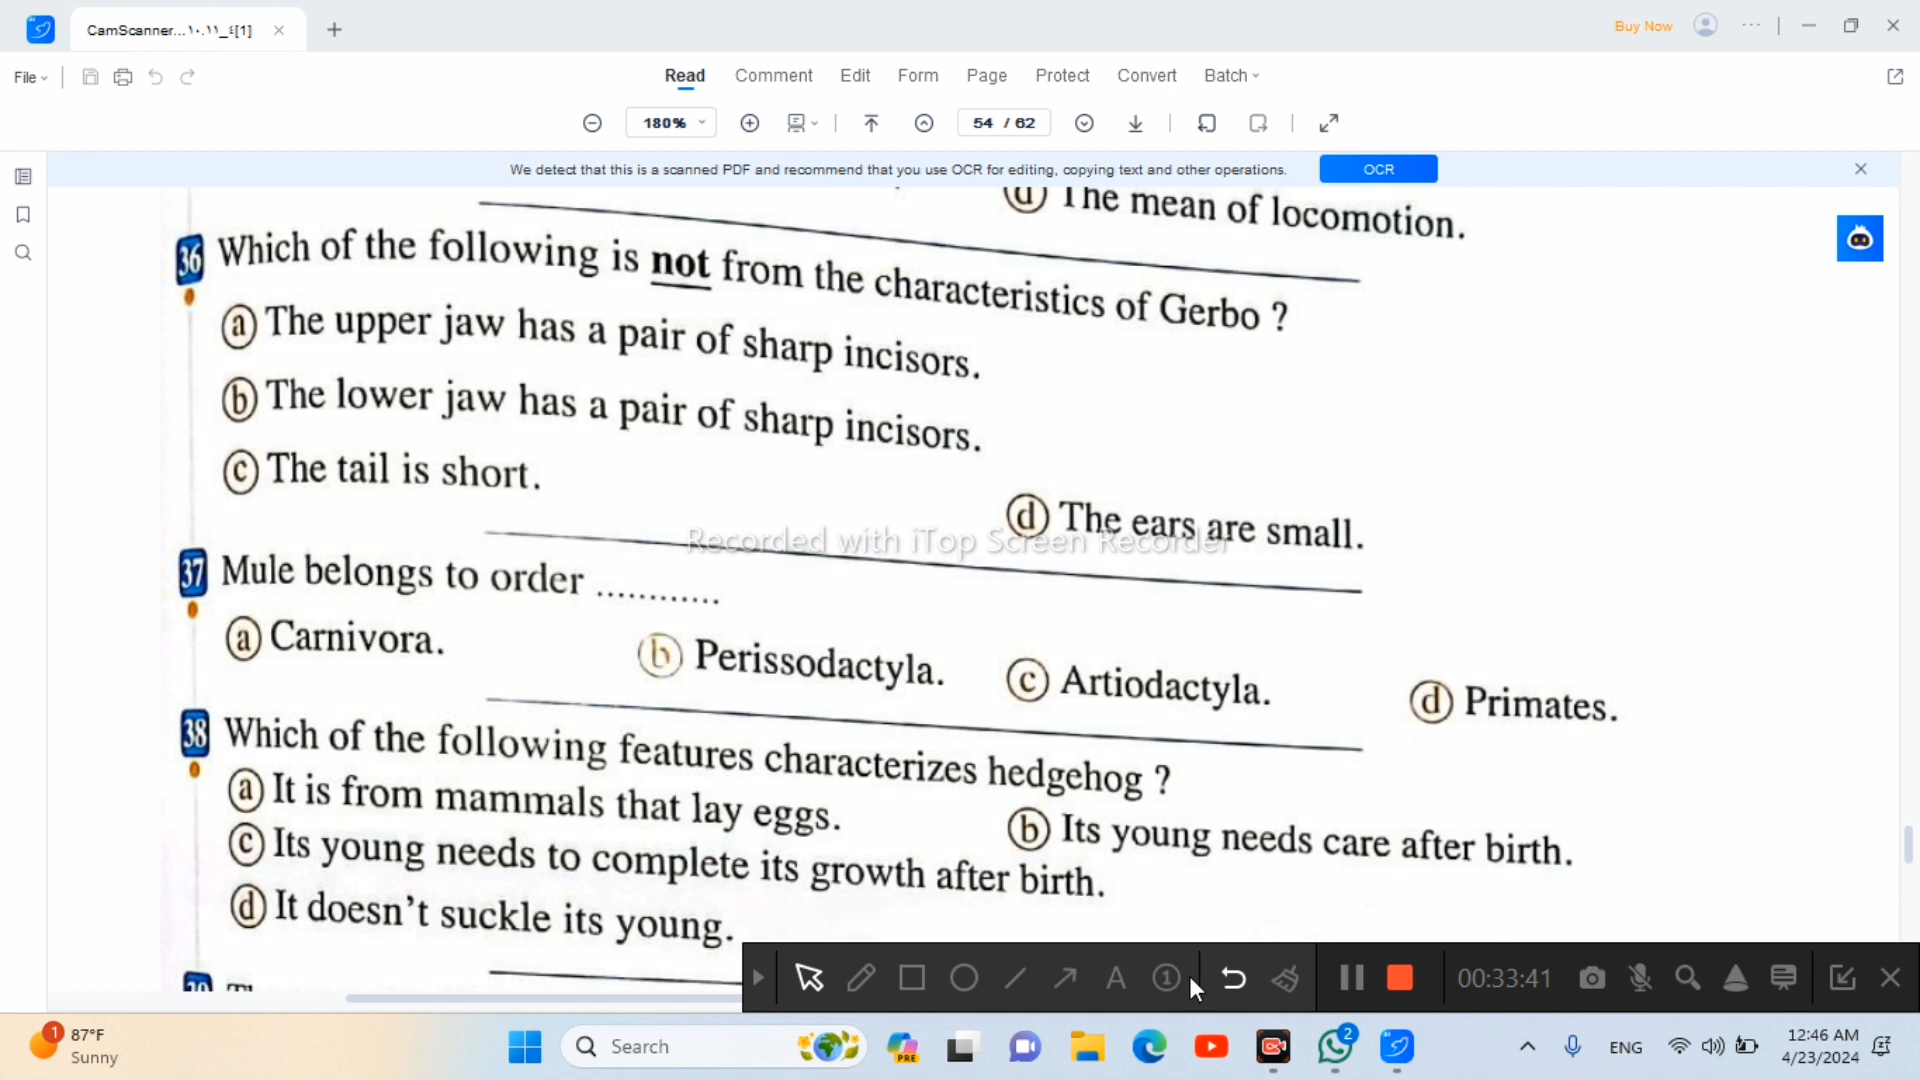 CamScanner...١٠.١١_٤[1]
Buy Now
File
Read Comment Edit Form Page Protect Convert Batch
180%
54 / 62
We detect that this is a scanned PDF and recommend that you use OCR for editing, copying text and other operations.
OCR
d The mean of locomotion.
36 Which of the following is not from the characteristics of Gerbo ?
a The upper jaw has a pair of sharp incisors.
b The lower jaw has a pair of sharp incisors.
c The tail is short.
d The ears are small.
Recorded with iTop Screen Recorder
37 Mule belongs to order ............
a Carnivora.
b Perissodactyla.
c Artiodactyla.
d Primates.
38 Which of the following features characterizes hedgehog ?
a It is from mammals that lay eggs.
b Its young needs care after birth.
c Its young needs to complete its growth after birth.
d It doesn't suckle its young.
A 1
00:33:41
1
87°F
Sunny
Search
PRE
2
ENG
12:46 AM
4/23/2024